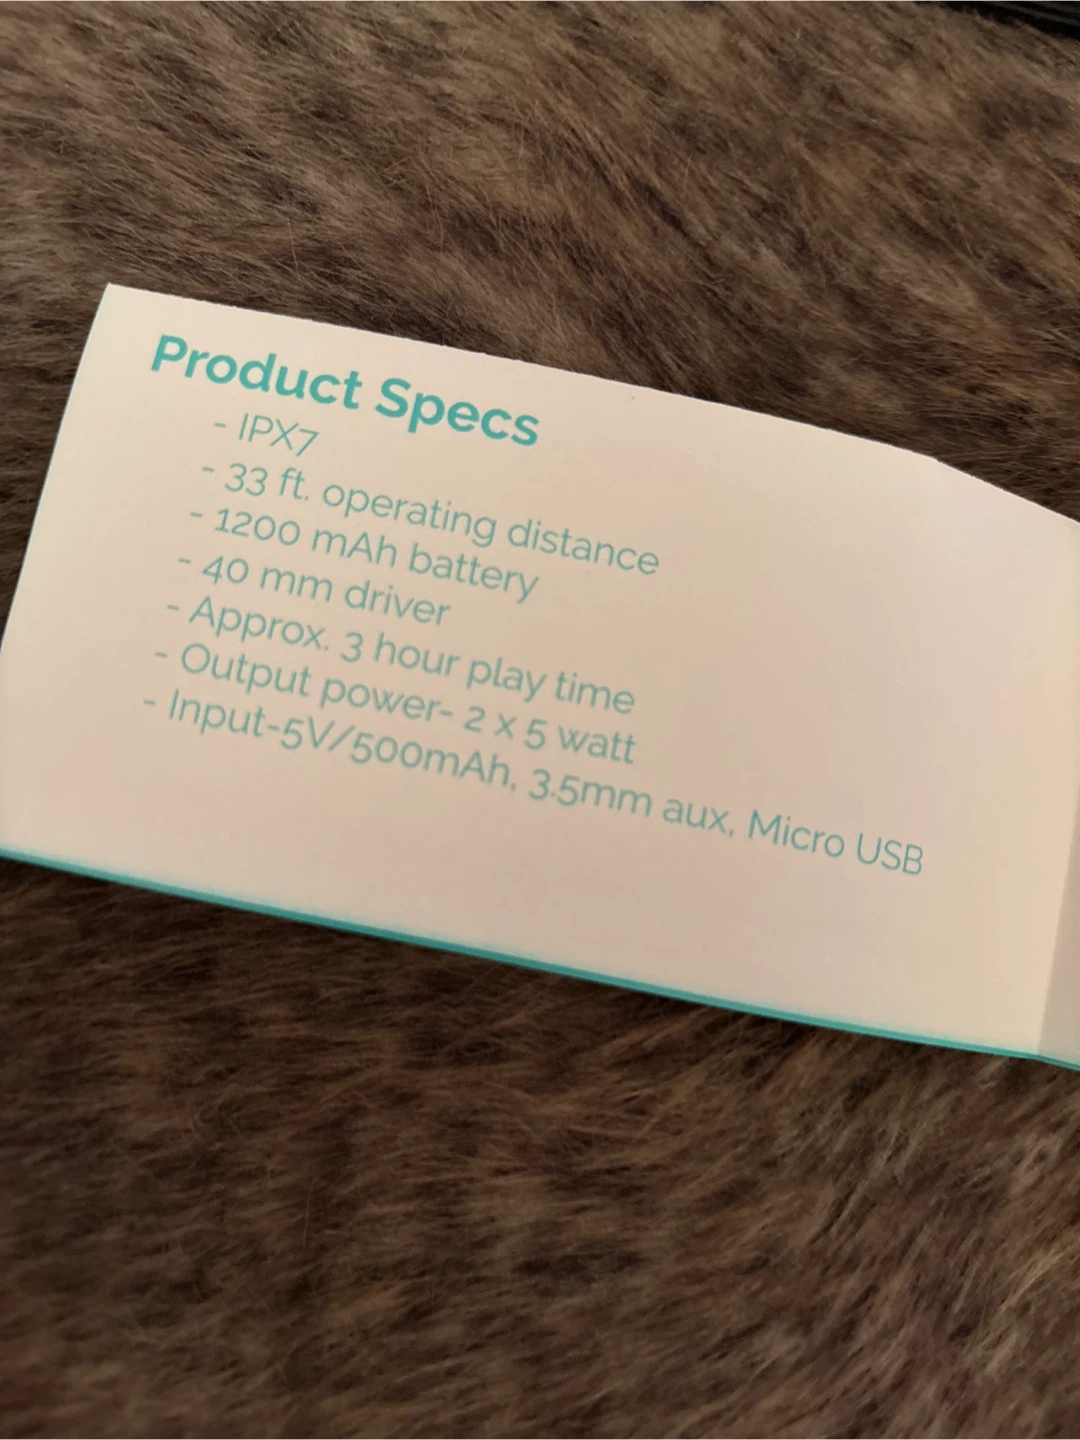 Product Specs
- IPX7
- 33 ft. operating distance
- 1200 mAh battery
- 40 mm driver
- Approx. 3 hour play time
- Output power- 2 x 5 watt
- Input-5V/500mAh, 3.5mm aux, Micro USB